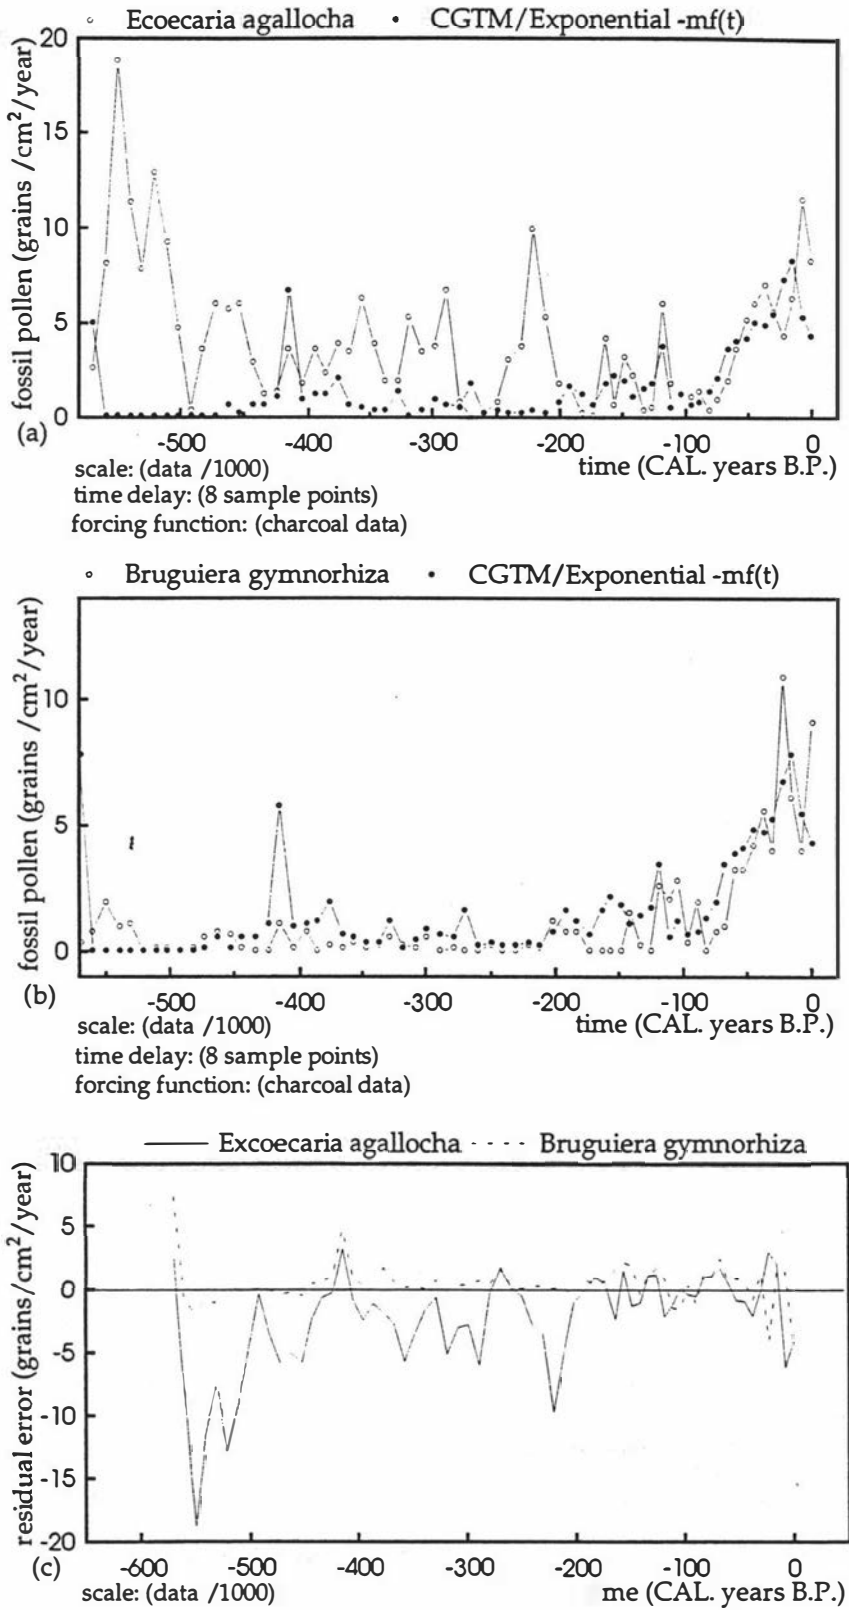 Ecoecaria agallocha CGTM/Exponential -mf(t)
fossil pollen (grains /cm²/year)
20
15
10
5
0
-500 -400 -300 -200 -100 0
(a)
time (CAL. years B.P.)
scale: (data /1000)
time delay: (8 sample points)
forcing function: (charcoal data)
Bruguiera gymnorhiza CGTM/Exponential -mf(t)
fossil pollen (grains /cm²/year)
10
5
0
-500 -400 -300 -200 -100 0
(b)
time (CAL. years B.P.)
scale: (data /1000)
time delay: (8 sample points)
forcing function: (charcoal data)
Excoecaria agallocha Bruguiera gymnorhiza
residual error (grains/cm²/year)
10
5
0
-5
-10
-15
-20
-600 -500 -400 -300 -200 -100 0
(c)
me (CAL. years B.P.)
scale: (data /1000)